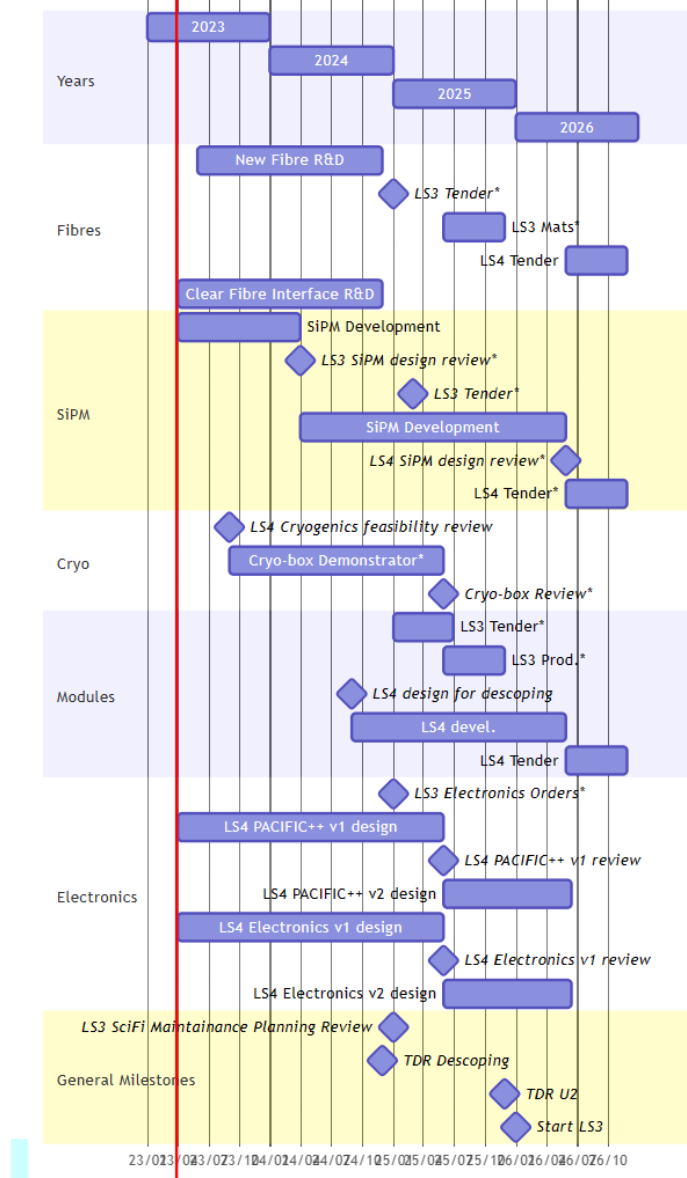 2023
2024
Years
2025
2026
New Fibre R&D
LS3 Tender*
Fibres
LS3 Mats*
LS4 Tender
Clear Fibre Interface R&D
SiPM Development
LS3 SiPM design review*
LS3 Tender*
SiPM
SiPM Development
LS4 SiPM design review*
LS4 Tender*
LS4 Cryogenics feasibility review
Cryo
Cryo-box Demonstrator*
Cryo-box Review*
LS3 Tender*
LS3 Prod.*
Modules
LS4 design for descoping
LS4 devel.
LS4 Tender
LS3 Electronics Orders*
LS4 PACIFIC++ v1 design
LS4 PACIFIC++ v1 review
Electronics
LS4 PACIFIC++ v2 design
LS4 Electronics v1 design
LS4 Electronics v1 review
LS4 Electronics v2 design
LS3 SciFi Maintainance Planning Review
TDR Descoping
General Milestones
TDR U2
Start LS3
23/01 23/04 23/07 23/10 24/01 24/04 24/07 24/10 25/01 25/04 25/07 25/10 26/01 26/04 26/07 26/10